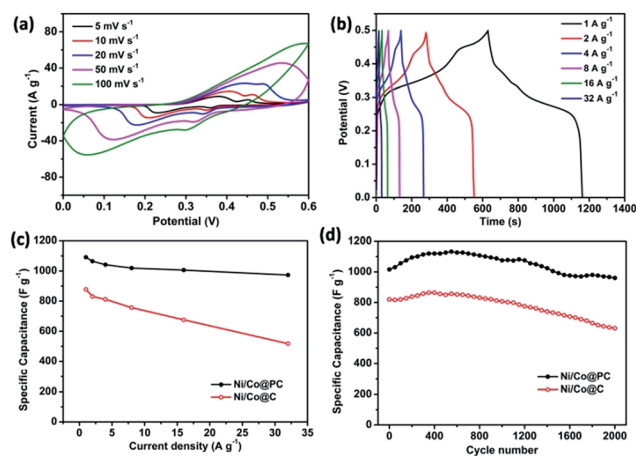 (a)
5 mV s⁻¹
10 mV s⁻¹
20 mV s⁻¹
50 mV s⁻¹
100 mV s⁻¹
Current(A g⁻¹)
80
40
0
-40
-80
0.0 0.1 0.2 0.3 0.4 0.5 0.6
Potential (V)
(b)
1 A g⁻¹
2 A g⁻¹
4 A g⁻¹
8 A g⁻¹
16 A g⁻¹
32 A g⁻¹
Potential (V)
0.5
0.4
0.3
0.2
0.1
0.0
0 200 400 600 800 1000 1200 1400
Time (s)
(c)
Specific Capacitance (F g⁻¹)
1200
1000
800
600
400
200
0
Ni/Co@PC
Ni/Co@C
0 5 10 15 20 25 30 35
Current density (A g⁻¹)
(d)
Specific Capacitance (F g⁻¹)
1200
1000
800
600
400
200
0
Ni/Co@PC
Ni/Co@C
0 400 800 1200 1600 2000
Cycle number